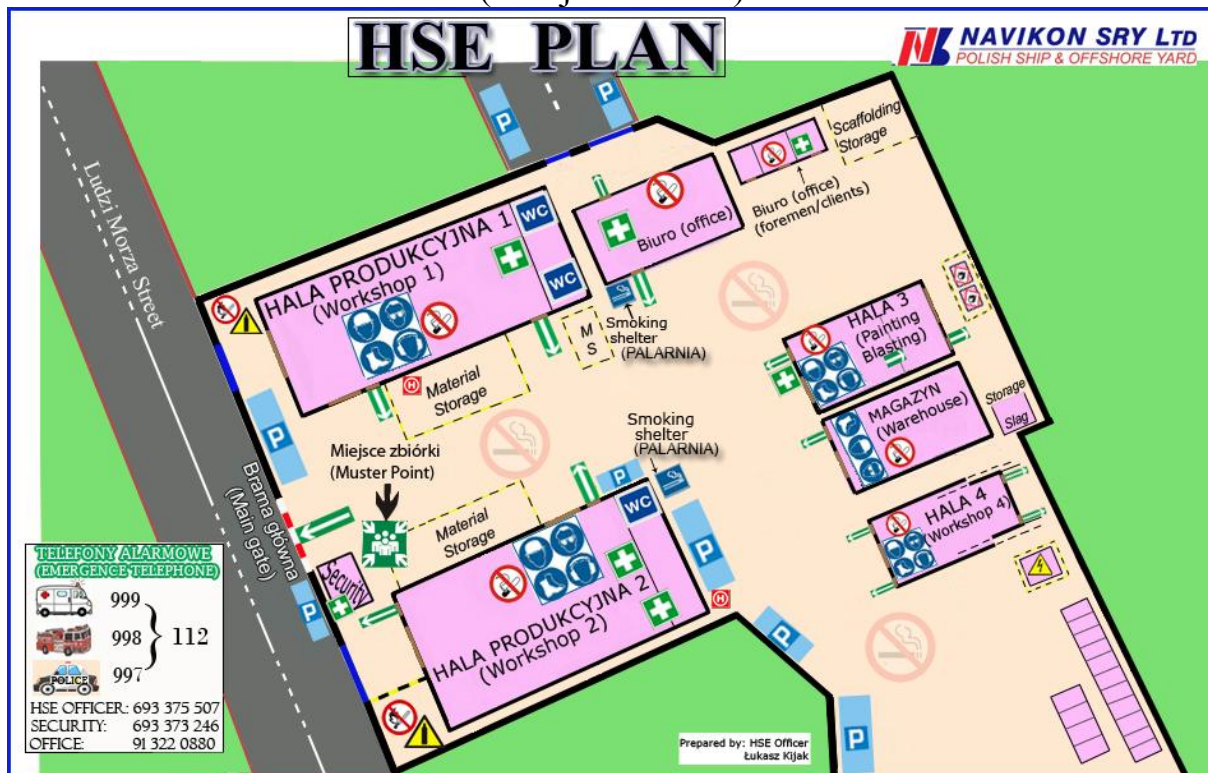 HSE PLAN
NAVIKON SRY LTD
POLISH SHIP & OFFSHORE YARD
P
P
Scaffolding
Storage
Biuro (office)
(foremen/clients)
Ludzi Morza Street
WC
WC
Biuro (office)
HALA PRODUKCYJNA 1
(Workshop 1)
H
Material
Storage
M
S
Smoking
shelter
(PALARNIA)
HALA 3
(Painting
Blasting)
MAGAZYN
(Warehouse)
Storage
Slag
P
Miejsce zbiórki
(Muster Point)
Smoking
shelter
(PALARNIA)
P
Brama główna
(Main gate)
Material
Storage
WC
P
HALA 4
(Workshop 4)
Security
P
HALA PRODUKCYJNA 2
(Workshop 2)
H
P
P
TELEFONY ALARMOWE
(EMERGENCE TELEPHONE)
999
998
112
POLICE
997
HSE OFFICER: 693 375 507
SECURITY: 693 373 246
OFFICE: 91 322 0880
Prepared by: HSE Officer
Łukasz Kijak